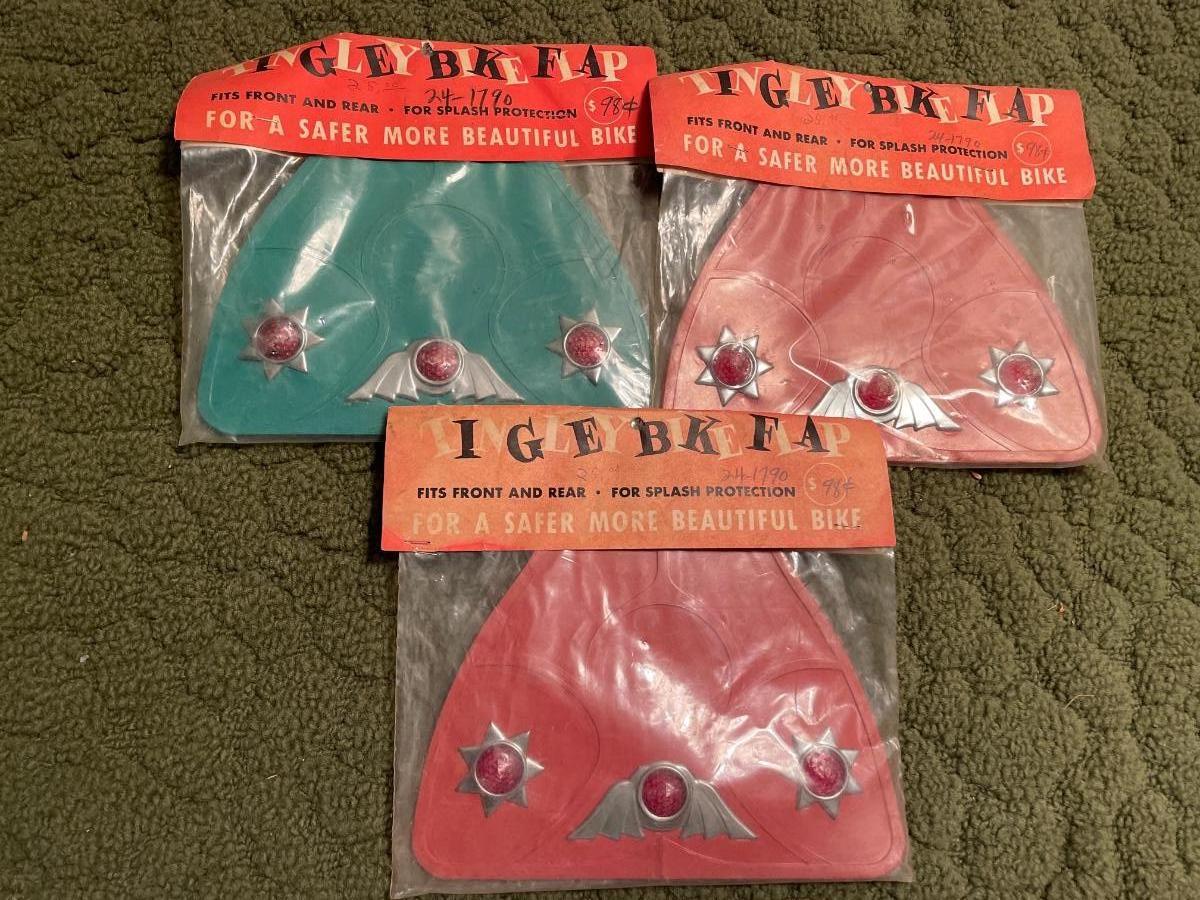 TINGLEY BIKE FLAP
24-1790
FITS FRONT AND REAR • FOR SPLASH PROTECTION $ 98¢
FOR A SAFER MORE BEAUTIFUL BIKE
TINGLEY BIKE FLAP
24-1790
FITS FRONT AND REAR • FOR SPLASH PROTECTION $ 98¢
FOR A SAFER MORE BEAUTIFUL BIKE
TINGLEY BIKE FLAP
24-1790
FITS FRONT AND REAR • FOR SPLASH PROTECTION $ 98¢
FOR A SAFER MORE BEAUTIFUL BIKE